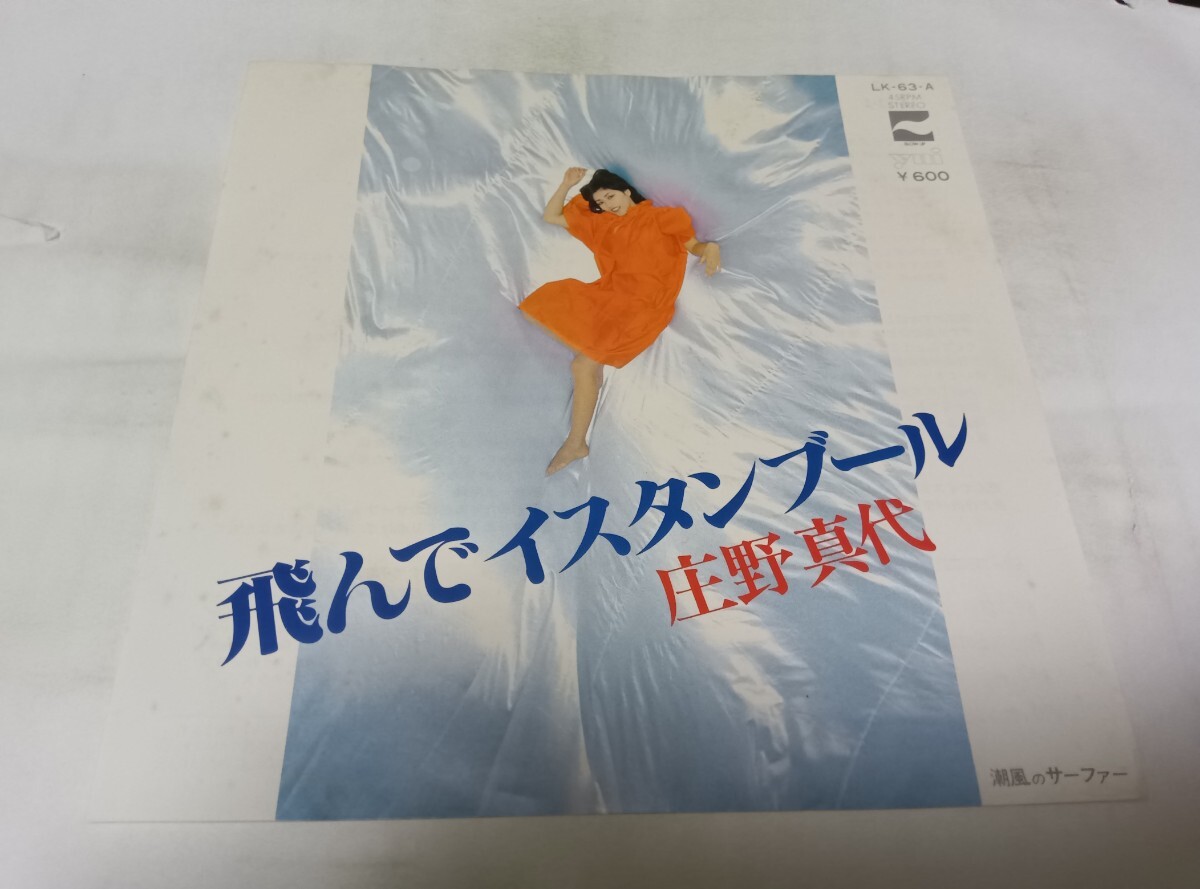 LK-63-A
45RPM
STEREO
¥600
飛んでイスタンブール
庄野真代
潮風のサーファー